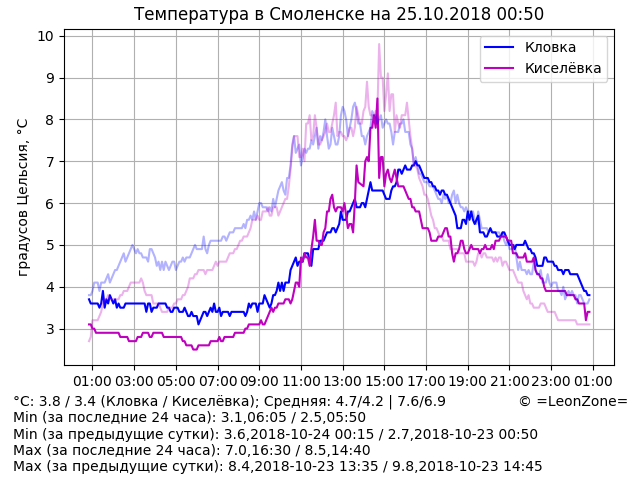 Температура в Смоленске на 25.10.2018 00:50
10
9
8
7
6
5
4
3
градусов Цельсия, °C
Кловка
Киселёвка
01:00 03:00 05:00 07:00 09:00 11:00 13:00 15:00 17:00 19:00 21:00 23:00 01:00
°C: 3.8 / 3.4 (Кловка / Киселёвка); Средняя: 4.7/4.2 | 7.6/6.9 © =LeonZone=
Min (за последние 24 часа): 3.1,06:05 / 2.5,05:50
Min (за предыдущие сутки): 3.6,2018-10-24 00:15 / 2.7,2018-10-23 00:50
Max (за последние 24 часа): 7.0,16:30 / 8.5,14:40
Max (за предыдущие сутки): 8.4,2018-10-23 13:35 / 9.8,2018-10-23 14:45